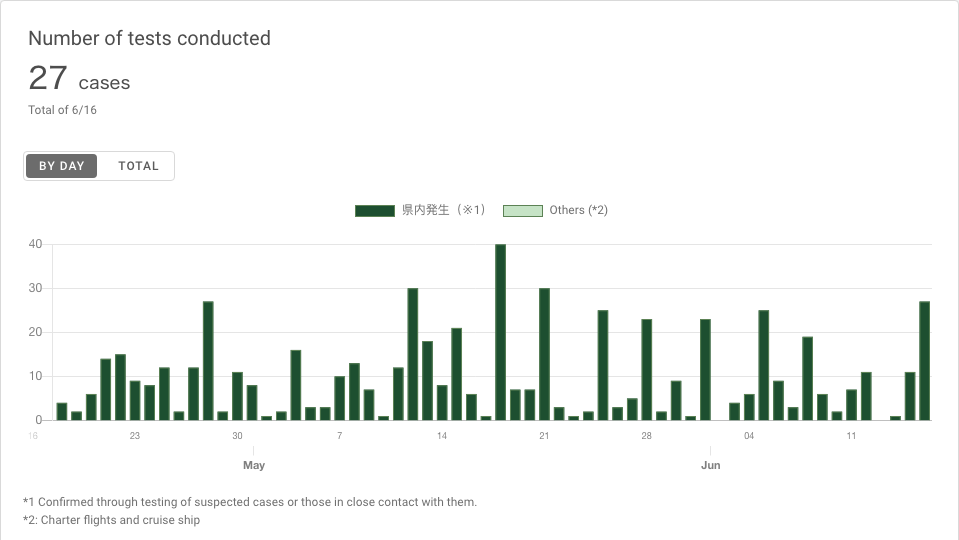 Number of tests conducted
27 cases
Total of 6/16
BY DAY TOTAL
県内発生（※1） Others (*2)
40
30
20
10
0
16 23 30 7 14 21 28 04 11
May Jun
*1 Confirmed through testing of suspected cases or those in close contact with them.
*2: Charter flights and cruise ship